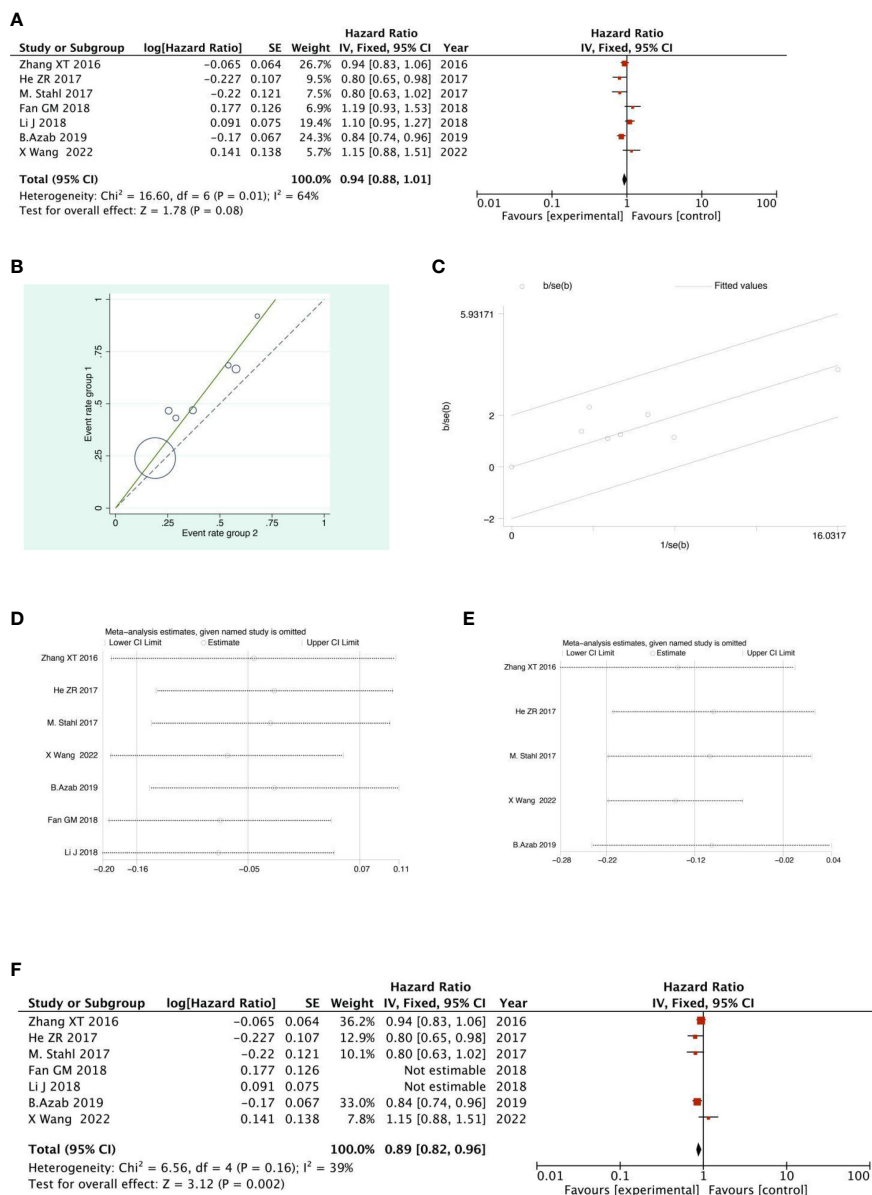 A
Hazard Ratio Hazard Ratio
Study or Subgroup log[Hazard Ratio] SE Weight IV, Fixed, 95% CI Year IV, Fixed, 95% CI
Zhang XT 2016 −0.065 0.064 26.7% 0.94 [0.83, 1.06] 2016
He ZR 2017 −0.227 0.107 9.5% 0.80 [0.65, 0.98] 2017
M. Stahl 2017 −0.22 0.121 7.5% 0.80 [0.63, 1.02] 2017
Fan GM 2018 0.177 0.126 6.9% 1.19 [0.93, 1.53] 2018
Li J 2018 0.091 0.075 19.4% 1.10 [0.95, 1.27] 2018
B.Azab 2019 −0.17 0.067 24.3% 0.84 [0.74, 0.96] 2019
X Wang 2022 0.141 0.138 5.7% 1.15 [0.88, 1.51] 2022
Total (95% CI) 100.0% 0.94 [0.88, 1.01]
Heterogeneity: Chi² = 16.60, df = 6 (P = 0.01); I² = 64%
Test for overall effect: Z = 1.78 (P = 0.08)
0.01 0.1 1 10 100
Favours [experimental] Favours [control]
B
Event rate group 1
1
.75
.5
.25
0
0 .25 .5 .75 1
Event rate group 2
C
b/se(b) Fitted values
b/se(b)
5.93171
2
0
−2
0 16.0317
1/se(b)
D
Meta−analysis estimates, given named study is omitted
Lower CI Limit Estimate Upper CI Limit
Zhang XT 2016
He ZR 2017
M. Stahl 2017
X Wang 2022
B.Azab 2019
Fan GM 2018
Li J 2018
−0.20 −0.16 −0.05 0.07 0.11
E
Meta−analysis estimates, given named study is omitted
Lower CI Limit Estimate Upper CI Limit
Zhang XT 2016
He ZR 2017
M. Stahl 2017
X Wang 2022
B.Azab 2019
−0.28 −0.22 −0.12 −0.02 0.04
F
Hazard Ratio Hazard Ratio
Study or Subgroup log[Hazard Ratio] SE Weight IV, Fixed, 95% CI Year IV, Fixed, 95% CI
Zhang XT 2016 −0.065 0.064 36.2% 0.94 [0.83, 1.06] 2016
He ZR 2017 −0.227 0.107 12.9% 0.80 [0.65, 0.98] 2017
M. Stahl 2017 −0.22 0.121 10.1% 0.80 [0.63, 1.02] 2017
Fan GM 2018 0.177 0.126 Not estimable 2018
Li J 2018 0.091 0.075 Not estimable 2018
B.Azab 2019 −0.17 0.067 33.0% 0.84 [0.74, 0.96] 2019
X Wang 2022 0.141 0.138 7.8% 1.15 [0.88, 1.51] 2022
Total (95% CI) 100.0% 0.89 [0.82, 0.96]
Heterogeneity: Chi² = 6.56, df = 4 (P = 0.16); I² = 39%
Test for overall effect: Z = 3.12 (P = 0.002)
0.01 0.1 1 10 100
Favours [experimental] Favours [control]